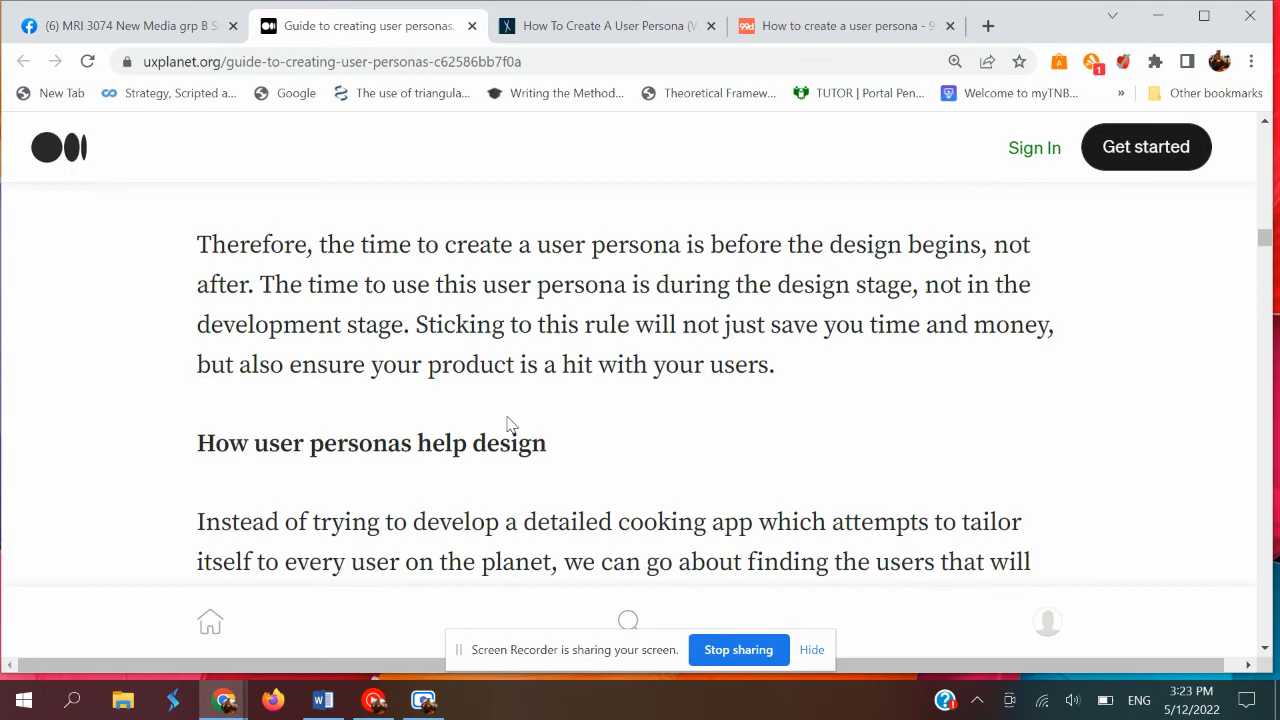 (6) MRI 3074 New Media grp B S
Guide to creating user personas.
How To Create A User Persona (V
99d
How to create a user persona - 9
uxplanet.org/guide-to-creating-user-personas-c62586bb7f0a
1
New Tab
Strategy, Scripted a...
Google
The use of triangula...
Writing the Method...
Theoretical Framew...
TUTOR | Portal Pen...
Welcome to myTNB...
»
Other bookmarks
Sign In
Get started
Therefore, the time to create a user persona is before the design begins, not
after. The time to use this user persona is during the design stage, not in the
development stage. Sticking to this rule will not just save you time and money,
but also ensure your product is a hit with your users.
How user personas help design
Instead of trying to develop a detailed cooking app which attempts to tailor
itself to every user on the planet, we can go about finding the users that will
Screen Recorder is sharing your screen.
Stop sharing
Hide
ENG
3:23 PM
5/12/2022